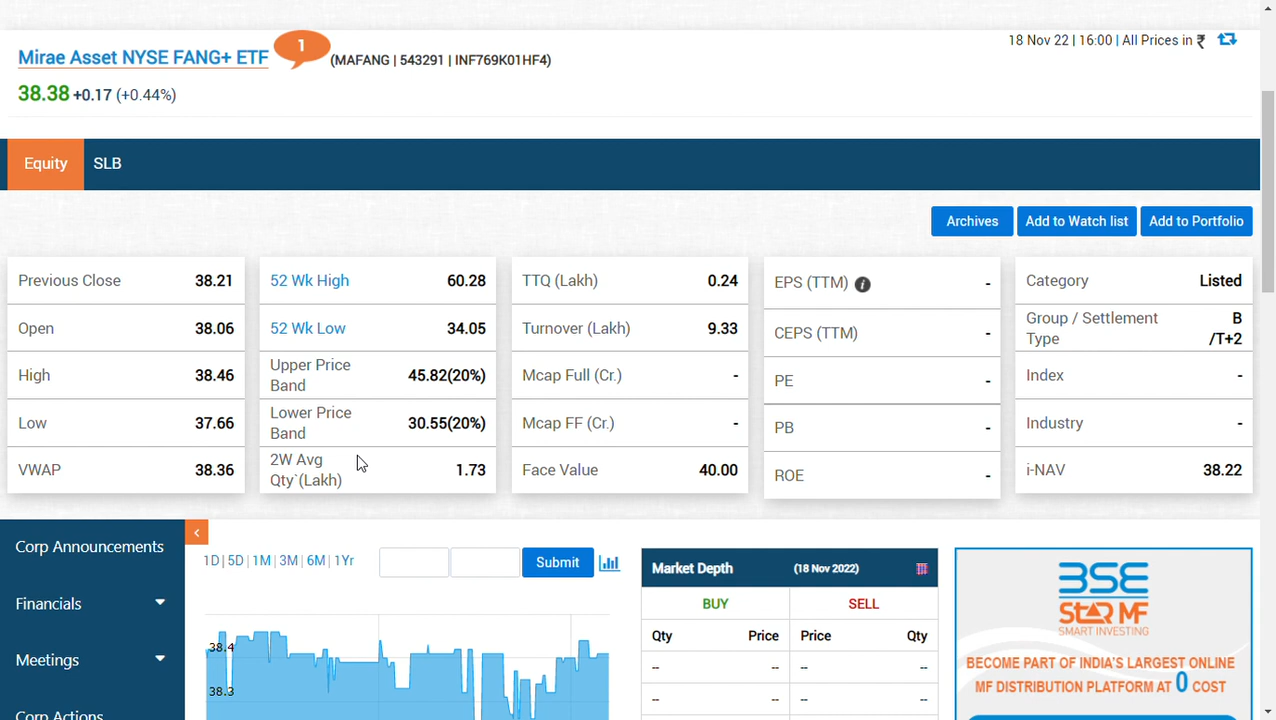 18 Nov 22 | 16:00 | All Prices in ₹
Mirae Asset NYSE FANG+ ETF 1 (MAFANG | 543291 | INF769K01HF4)
38.38 +0.17 (+0.44%)
Equity SLB
Archives Add to Watch list Add to Portfolio
Previous Close 38.21
Open 38.06
High 38.46
Low 37.66
VWAP 38.36
52 Wk High 60.28
52 Wk Low 34.05
Upper Price
Band 45.82(20%)
Lower Price
Band 30.55(20%)
2W Avg
Qty`(Lakh) 1.73
TTQ (Lakh) 0.24
Turnover (Lakh) 9.33
Mcap Full (Cr.) -
Mcap FF (Cr.) -
Face Value 40.00
EPS (TTM) i -
CEPS (TTM) -
PE -
PB -
ROE -
Category Listed
Group / Settlement B
Type /T+2
Index -
Industry -
i-NAV 38.22
Corp Announcements
Financials
Meetings
Corp Actions
1D | 5D | 1M | 3M | 6M | 1Yr Submit
38.4
38.3
Market Depth (18 Nov 2022)
BUY SELL
Qty Price Price Qty
-- -- -- --
-- -- -- --
BSE
STAR MF
SMART INVESTING
BECOME PART OF INDIA'S LARGEST ONLINE
MF DISTRIBUTION PLATFORM AT 0 COST